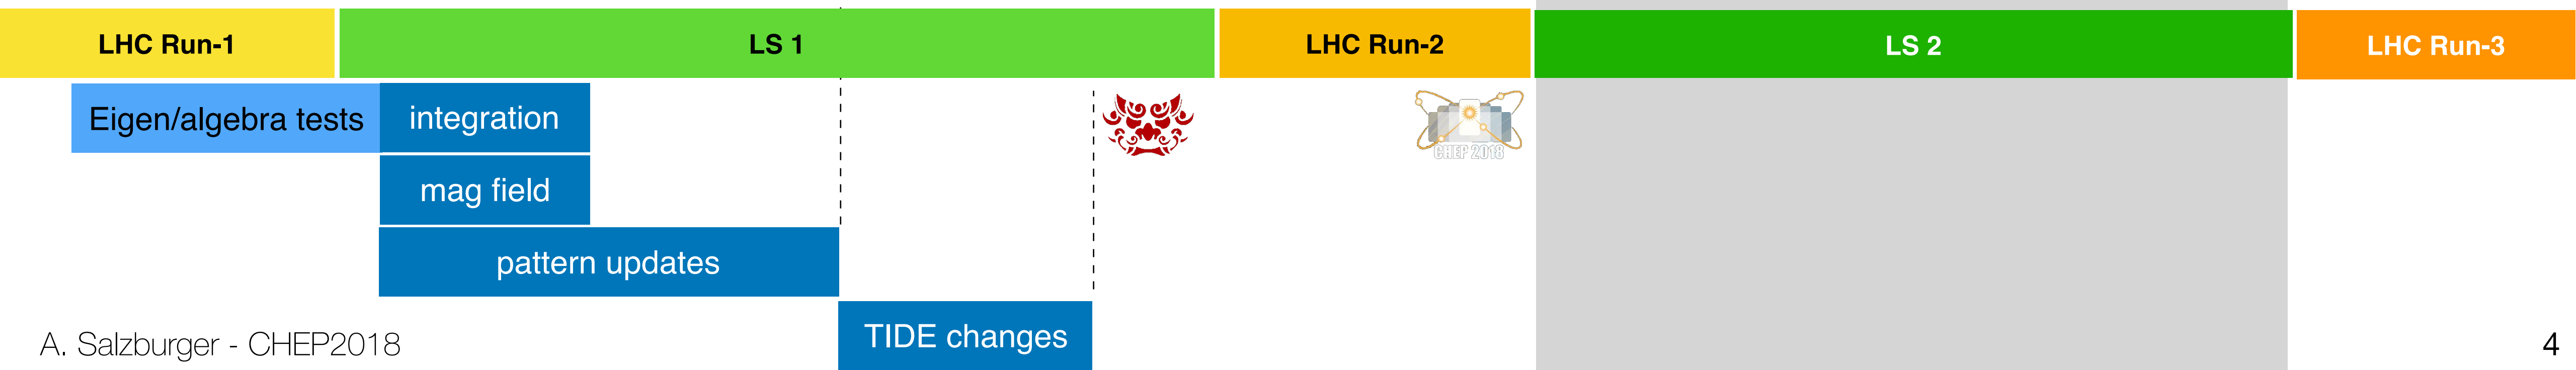 LHC Run-1
LS 1
LHC Run-2
LS 2
LHC Run-3
Eigen/algebra tests
integration
CHEP 2018
mag field
pattern updates
TIDE changes
A. Salzburger - CHEP2018
4